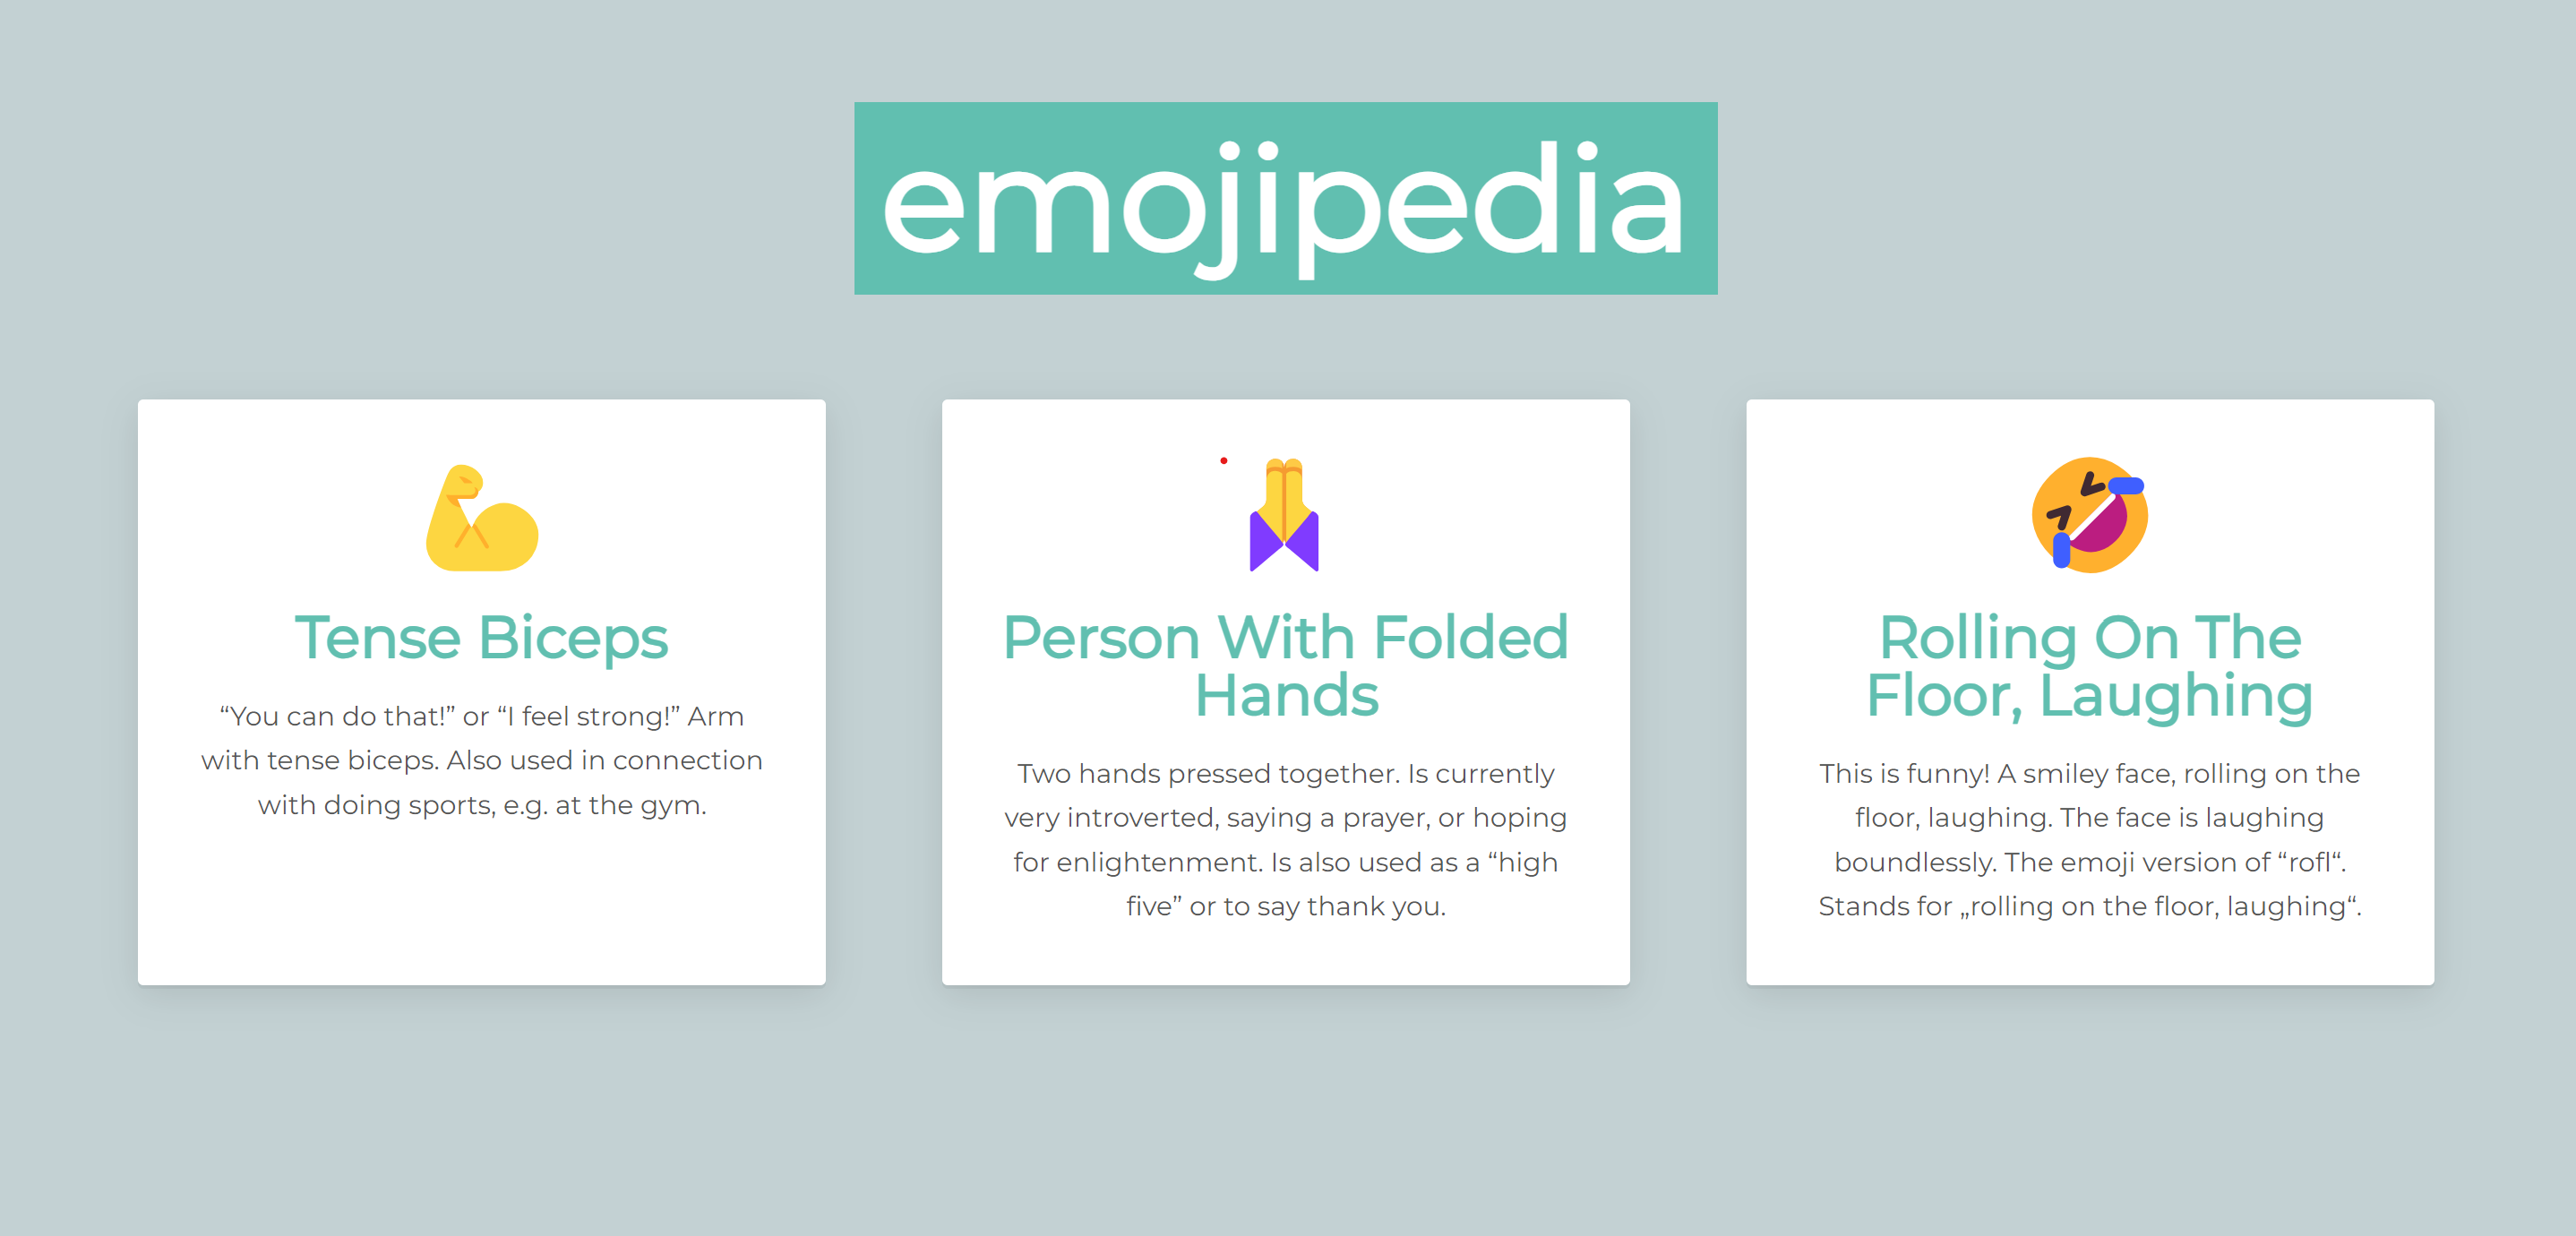 emojipedia
Tense Biceps
“You can do that!” or “I feel strong!” Arm
with tense biceps. Also used in connection
with doing sports, e.g. at the gym.
Person With Folded
Hands
Two hands pressed together. Is currently
very introverted, saying a prayer, or hoping
for enlightenment. Is also used as a “high
five” or to say thank you.
Rolling On The
Floor, Laughing
This is funny! A smiley face, rolling on the
floor, laughing. The face is laughing
boundlessly. The emoji version of “rofl“.
Stands for „rolling on the floor, laughing“.